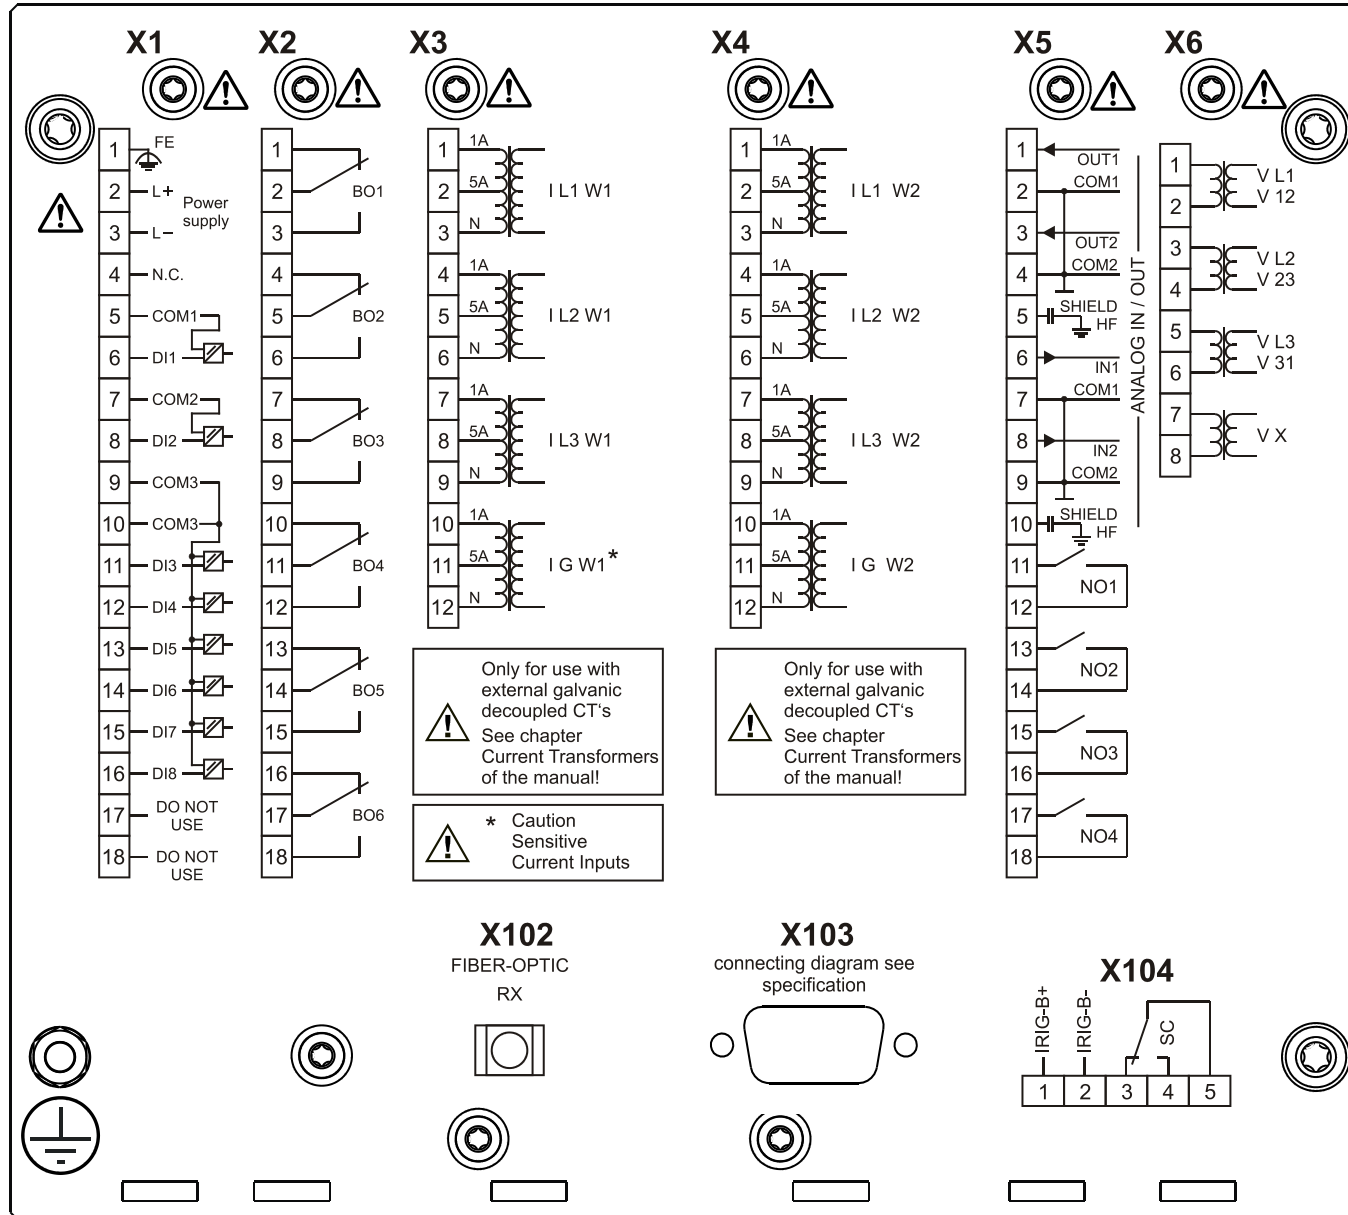 X1
X2
X3
X4
X5
X6
1 FE
2 L+
Power
supply
3 L–
4 N.C.
5 COM1
6 DI1
7 COM2
8 DI2
9 COM3
10 COM3
11 DI3
12 DI4
13 DI5
14 DI6
15 DI7
16 DI8
17 DO NOT
USE
18 DO NOT
USE
1
2 BO1
3
4
5 BO2
6
7
8 BO3
9
10
11 BO4
12
13
14 BO5
15
16
17 BO6
18
1 1A
2 5A I L1 W1
3 N
4 1A
5 5A I L2 W1
6 N
7 1A
8 5A I L3 W1
9 N
10 1A
11 5A I G W1*
12 N
Only for use with
external galvanic
decoupled CT's
See chapter
Current Transformers
of the manual!
* Caution
Sensitive
Current Inputs
1 1A
2 5A I L1 W2
3 N
4 1A
5 5A I L2 W2
6 N
7 1A
8 5A I L3 W2
9 N
10 1A
11 5A I G W2
12 N
Only for use with
external galvanic
decoupled CT's
See chapter
Current Transformers
of the manual!
1 OUT1
2 COM1
3 OUT2
4 COM2
5 SHIELD
HF
6 IN1
7 COM1
8 IN2
9 COM2
10 SHIELD
HF
ANALOG IN / OUT
11
NO1
12
13
NO2
14
15
NO3
16
17
NO4
18
1 V L1
2 V 12
3 V L2
4 V 23
5 V L3
6 V 31
7
V X
8
X102
FIBER-OPTIC
RX
X103
connecting diagram see
specification
X104
IRIG-B+
IRIG-B-
SC
1 2 3 4 5